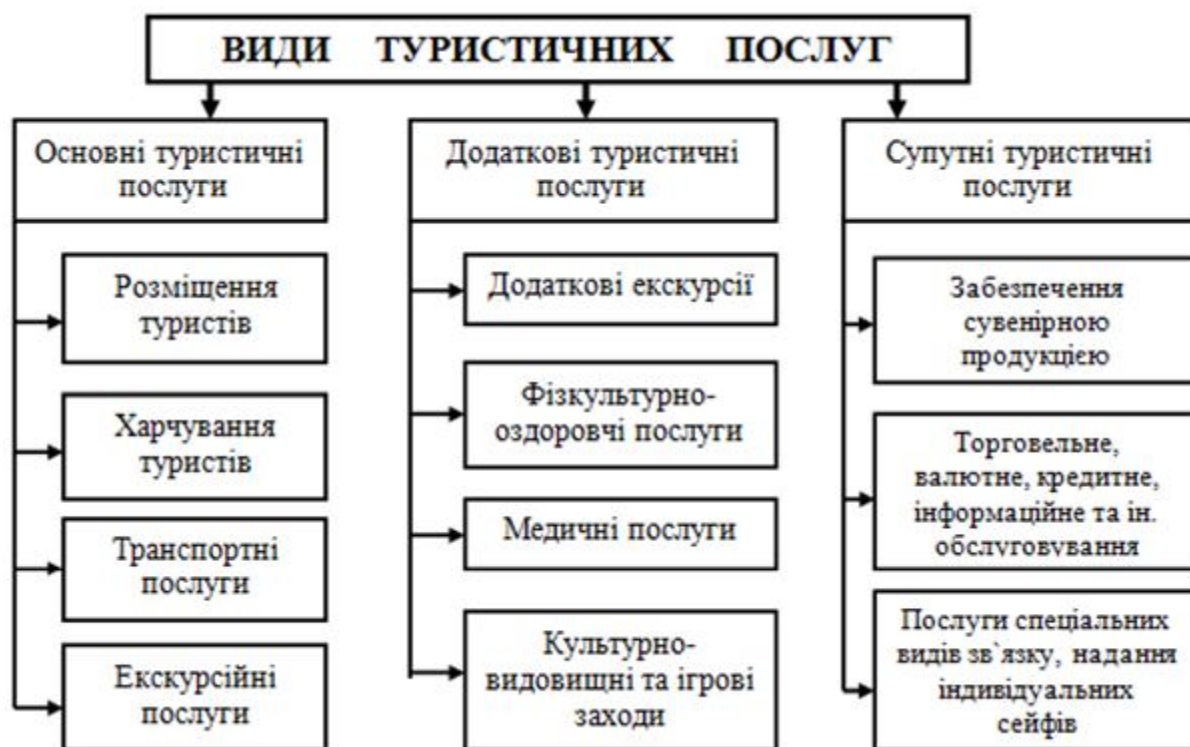 ВИДИ ТУРИСТИЧНИХ ПОСЛУГ
Основні туристичні
послуги
Розміщення
туристів
Харчування
туристів
Транспортні
послуги
Екскурсійні
послуги
Додаткові туристичні
послуги
Додаткові екскурсії
Фізкультурно-
оздоровчі послуги
Медичні послуги
Культурно-
видовищні та ігрові
заходи
Супутні туристичні
послуги
Забезпечення
сувенірною
продукцією
Торговельне,
валютне, кредитне,
інформаційне та ін.
обслуговування
Послуги спеціальних
видів зв`язку, надання
індивідуальних
сейфів